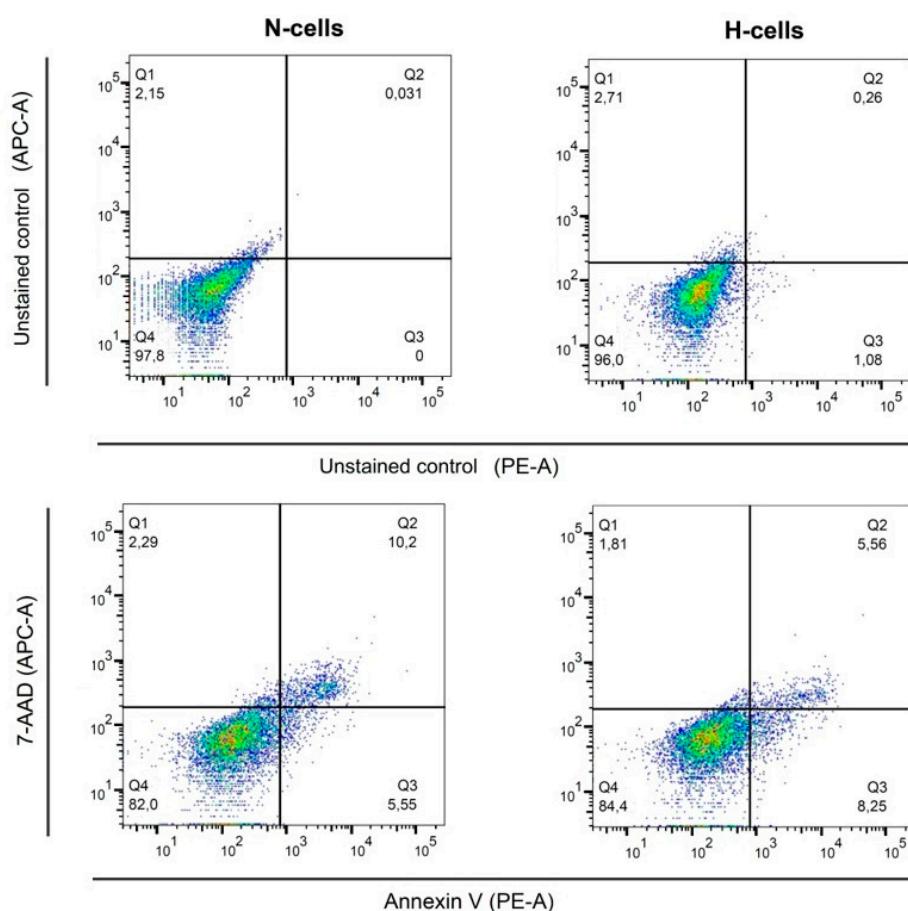 N-cells
H-cells
Unstained control (APC-A)
Q1
2,15
Q2
0,031
Q4
97,8
Q3
0
10^5
10^4
10^3
10^2
10^1
10^1 10^2 10^3 10^4 10^5
Q1
2,71
Q2
0,26
Q4
96,0
Q3
1,08
10^5
10^4
10^3
10^2
10^1
10^1 10^2 10^3 10^4 10^5
Unstained control (PE-A)
7-AAD (APC-A)
Q1
2,29
Q2
10,2
Q4
82,0
Q3
5,55
10^5
10^4
10^3
10^2
10^1
10^1 10^2 10^3 10^4 10^5
Q1
1,81
Q2
5,56
Q4
84,4
Q3
8,25
10^5
10^4
10^3
10^2
10^1
10^1 10^2 10^3 10^4 10^5
Annexin V (PE-A)